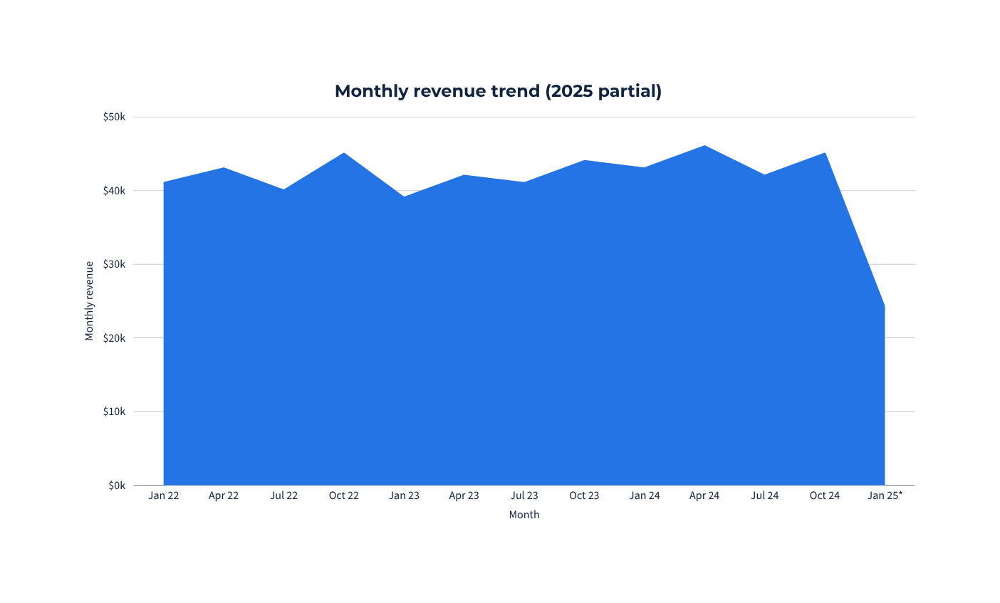 Monthly revenue trend (2025 partial)
$50k
$40k
$30k
$20k
$10k
$0k
Monthly revenue
Jan 22 Apr 22 Jul 22 Oct 22 Jan 23 Apr 23 Jul 23 Oct 23 Jan 24 Apr 24 Jul 24 Oct 24 Jan 25*
Month